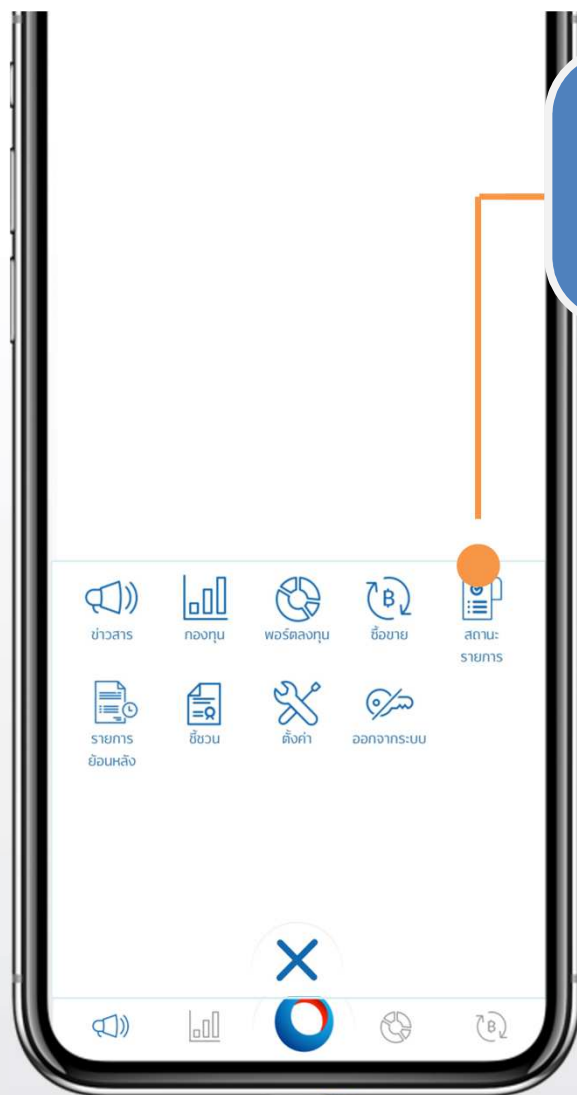 ข่าวสาร
กองทุน
พอร์ตลงทุน
ซื้อขาย
สถานะ
รายการ
รายการ
ย้อนหลัง
ชี้ชวน
ตั้งค่า
ออกจากระบบ